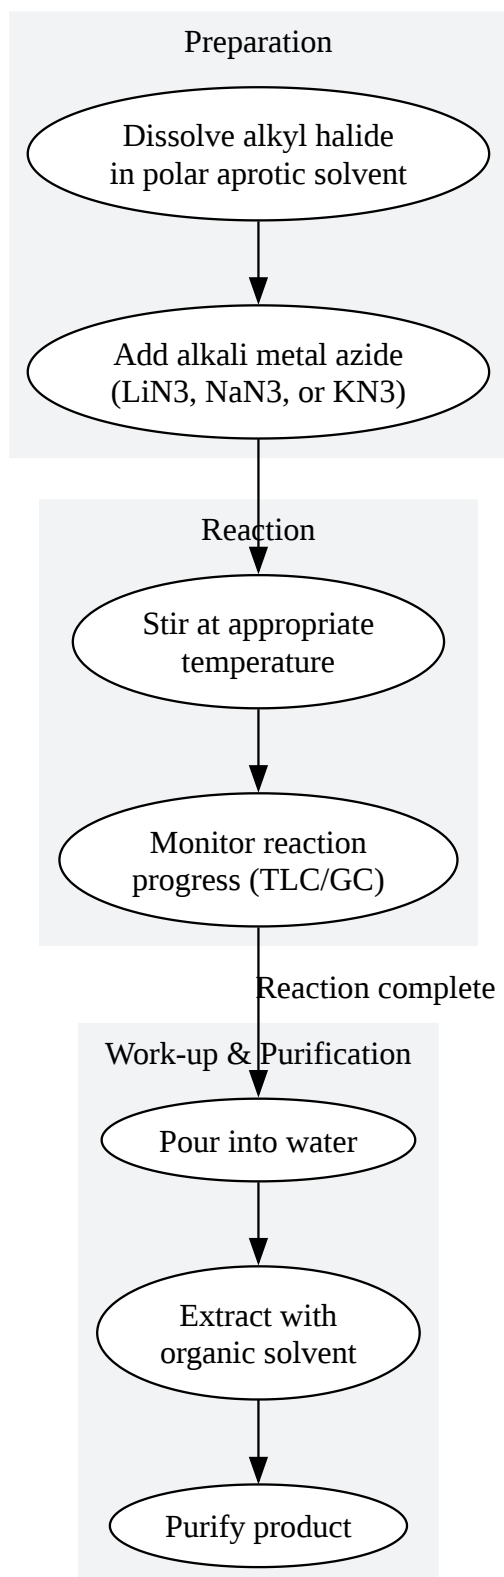 Preparation
Dissolve alkyl halide
in polar aprotic solvent
Add alkali metal azide
(LiN3, NaN3, or KN3)
Reaction
Stir at appropriate
temperature
Monitor reaction
progress (TLC/GC)
Reaction complete
Work-up & Purification
Pour into water
Extract with
organic solvent
Purify product